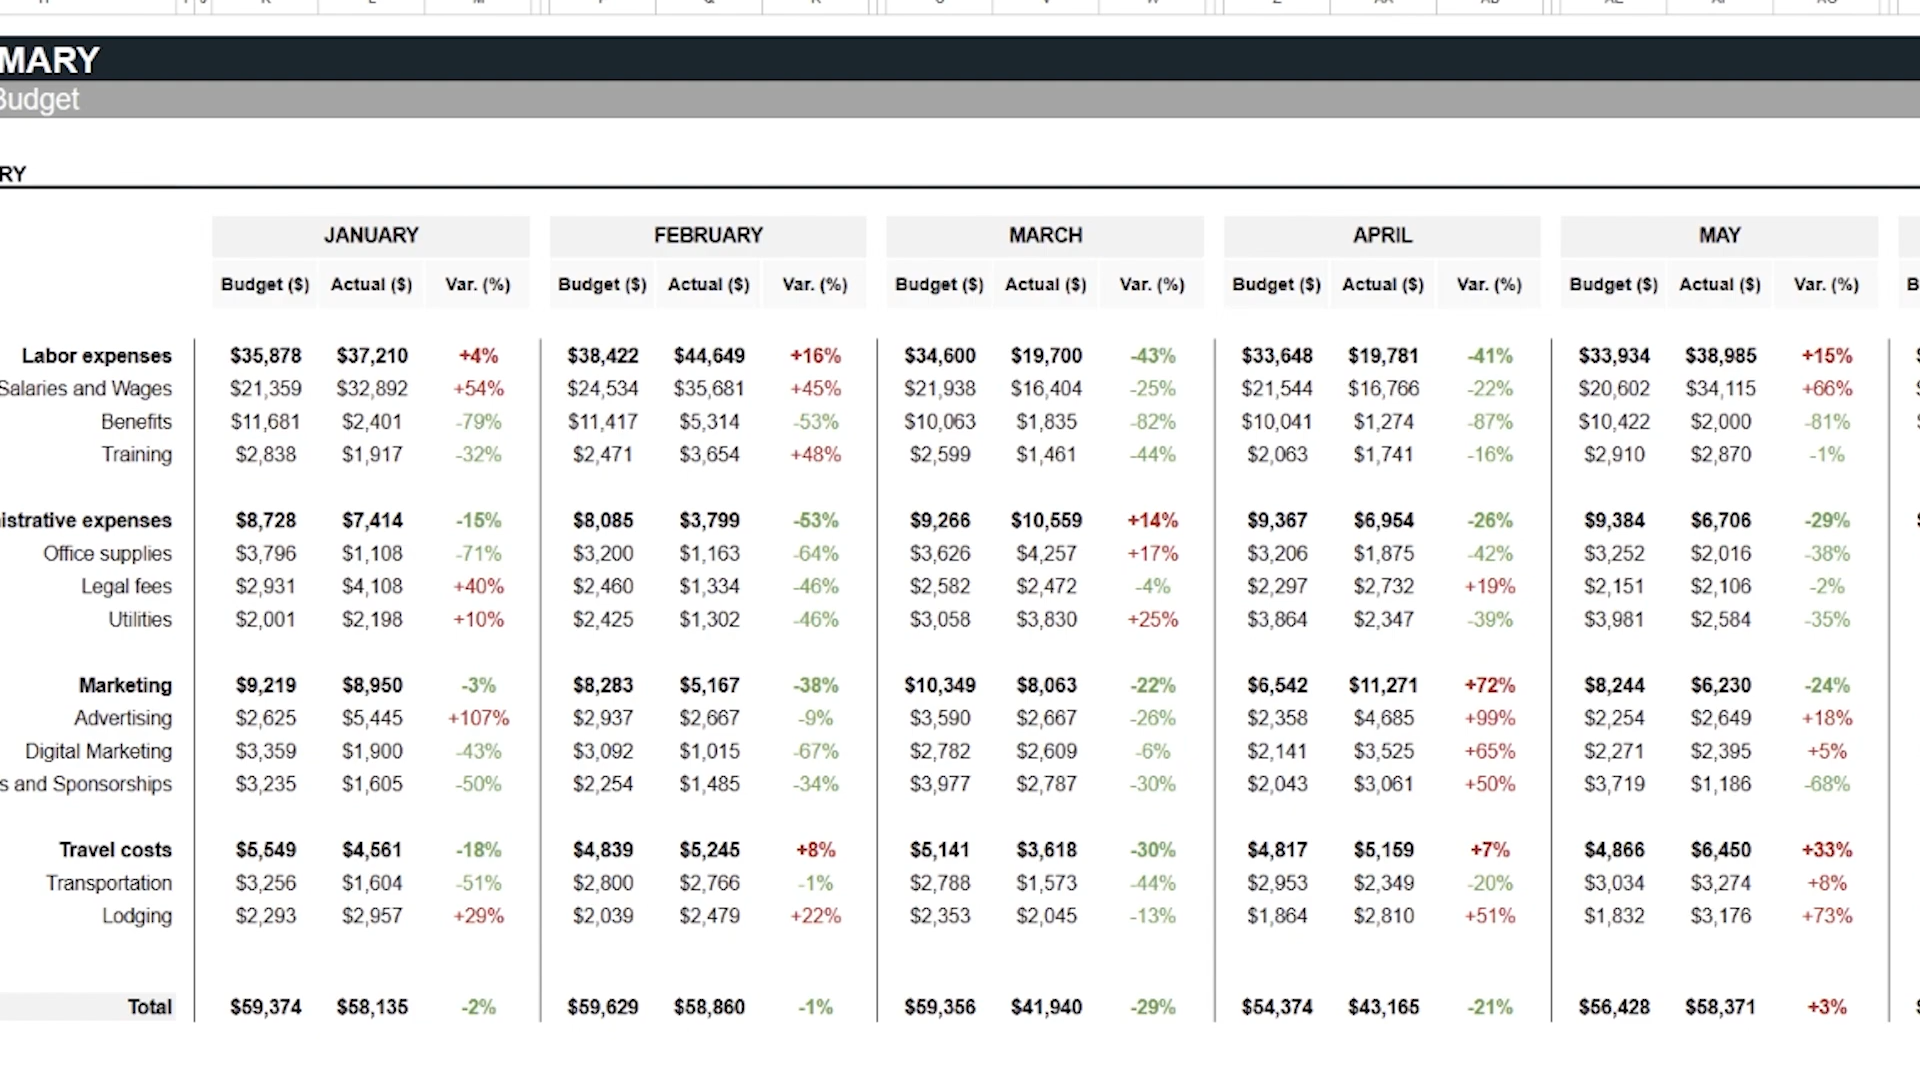 MARY
Budget
RY
JANUARY FEBRUARY MARCH APRIL MAY
Budget ($) Actual ($) Var. (%) Budget ($) Actual ($) Var. (%) Budget ($) Actual ($) Var. (%) Budget ($) Actual ($) Var. (%) Budget ($) Actual ($) Var. (%) B
Labor expenses $35,878 $37,210 +4% $38,422 $44,649 +16% $34,600 $19,700 -43% $33,648 $19,781 -41% $33,934 $38,985 +15%
Salaries and Wages $21,359 $32,892 +54% $24,534 $35,681 +45% $21,938 $16,404 -25% $21,544 $16,766 -22% $20,602 $34,115 +66%
Benefits $11,681 $2,401 -79% $11,417 $5,314 -53% $10,063 $1,835 -82% $10,041 $1,274 -87% $10,422 $2,000 -81%
Training $2,838 $1,917 -32% $2,471 $3,654 +48% $2,599 $1,461 -44% $2,063 $1,741 -16% $2,910 $2,870 -1%
istrative expenses $8,728 $7,414 -15% $8,085 $3,799 -53% $9,266 $10,559 +14% $9,367 $6,954 -26% $9,384 $6,706 -29%
Office supplies $3,796 $1,108 -71% $3,200 $1,163 -64% $3,626 $4,257 +17% $3,206 $1,875 -42% $3,252 $2,016 -38%
Legal fees $2,931 $4,108 +40% $2,460 $1,334 -46% $2,582 $2,472 -4% $2,297 $2,732 +19% $2,151 $2,106 -2%
Utilities $2,001 $2,198 +10% $2,425 $1,302 -46% $3,058 $3,830 +25% $3,864 $2,347 -39% $3,981 $2,584 -35%
Marketing $9,219 $8,950 -3% $8,283 $5,167 -38% $10,349 $8,063 -22% $6,542 $11,271 +72% $8,244 $6,230 -24%
Advertising $2,625 $5,445 +107% $2,937 $2,667 -9% $3,590 $2,667 -26% $2,358 $4,685 +99% $2,254 $2,649 +18%
Digital Marketing $3,359 $1,900 -43% $3,092 $1,015 -67% $2,782 $2,609 -6% $2,141 $3,525 +65% $2,271 $2,395 +5%
s and Sponsorships $3,235 $1,605 -50% $2,254 $1,485 -34% $3,977 $2,787 -30% $2,043 $3,061 +50% $3,719 $1,186 -68%
Travel costs $5,549 $4,561 -18% $4,839 $5,245 +8% $5,141 $3,618 -30% $4,817 $5,159 +7% $4,866 $6,450 +33%
Transportation $3,256 $1,604 -51% $2,800 $2,766 -1% $2,788 $1,573 -44% $2,953 $2,349 -20% $3,034 $3,274 +8%
Lodging $2,293 $2,957 +29% $2,039 $2,479 +22% $2,353 $2,045 -13% $1,864 $2,810 +51% $1,832 $3,176 +73%
Total $59,374 $58,135 -2% $59,629 $58,860 -1% $59,356 $41,940 -29% $54,374 $43,165 -21% $56,428 $58,371 +3%